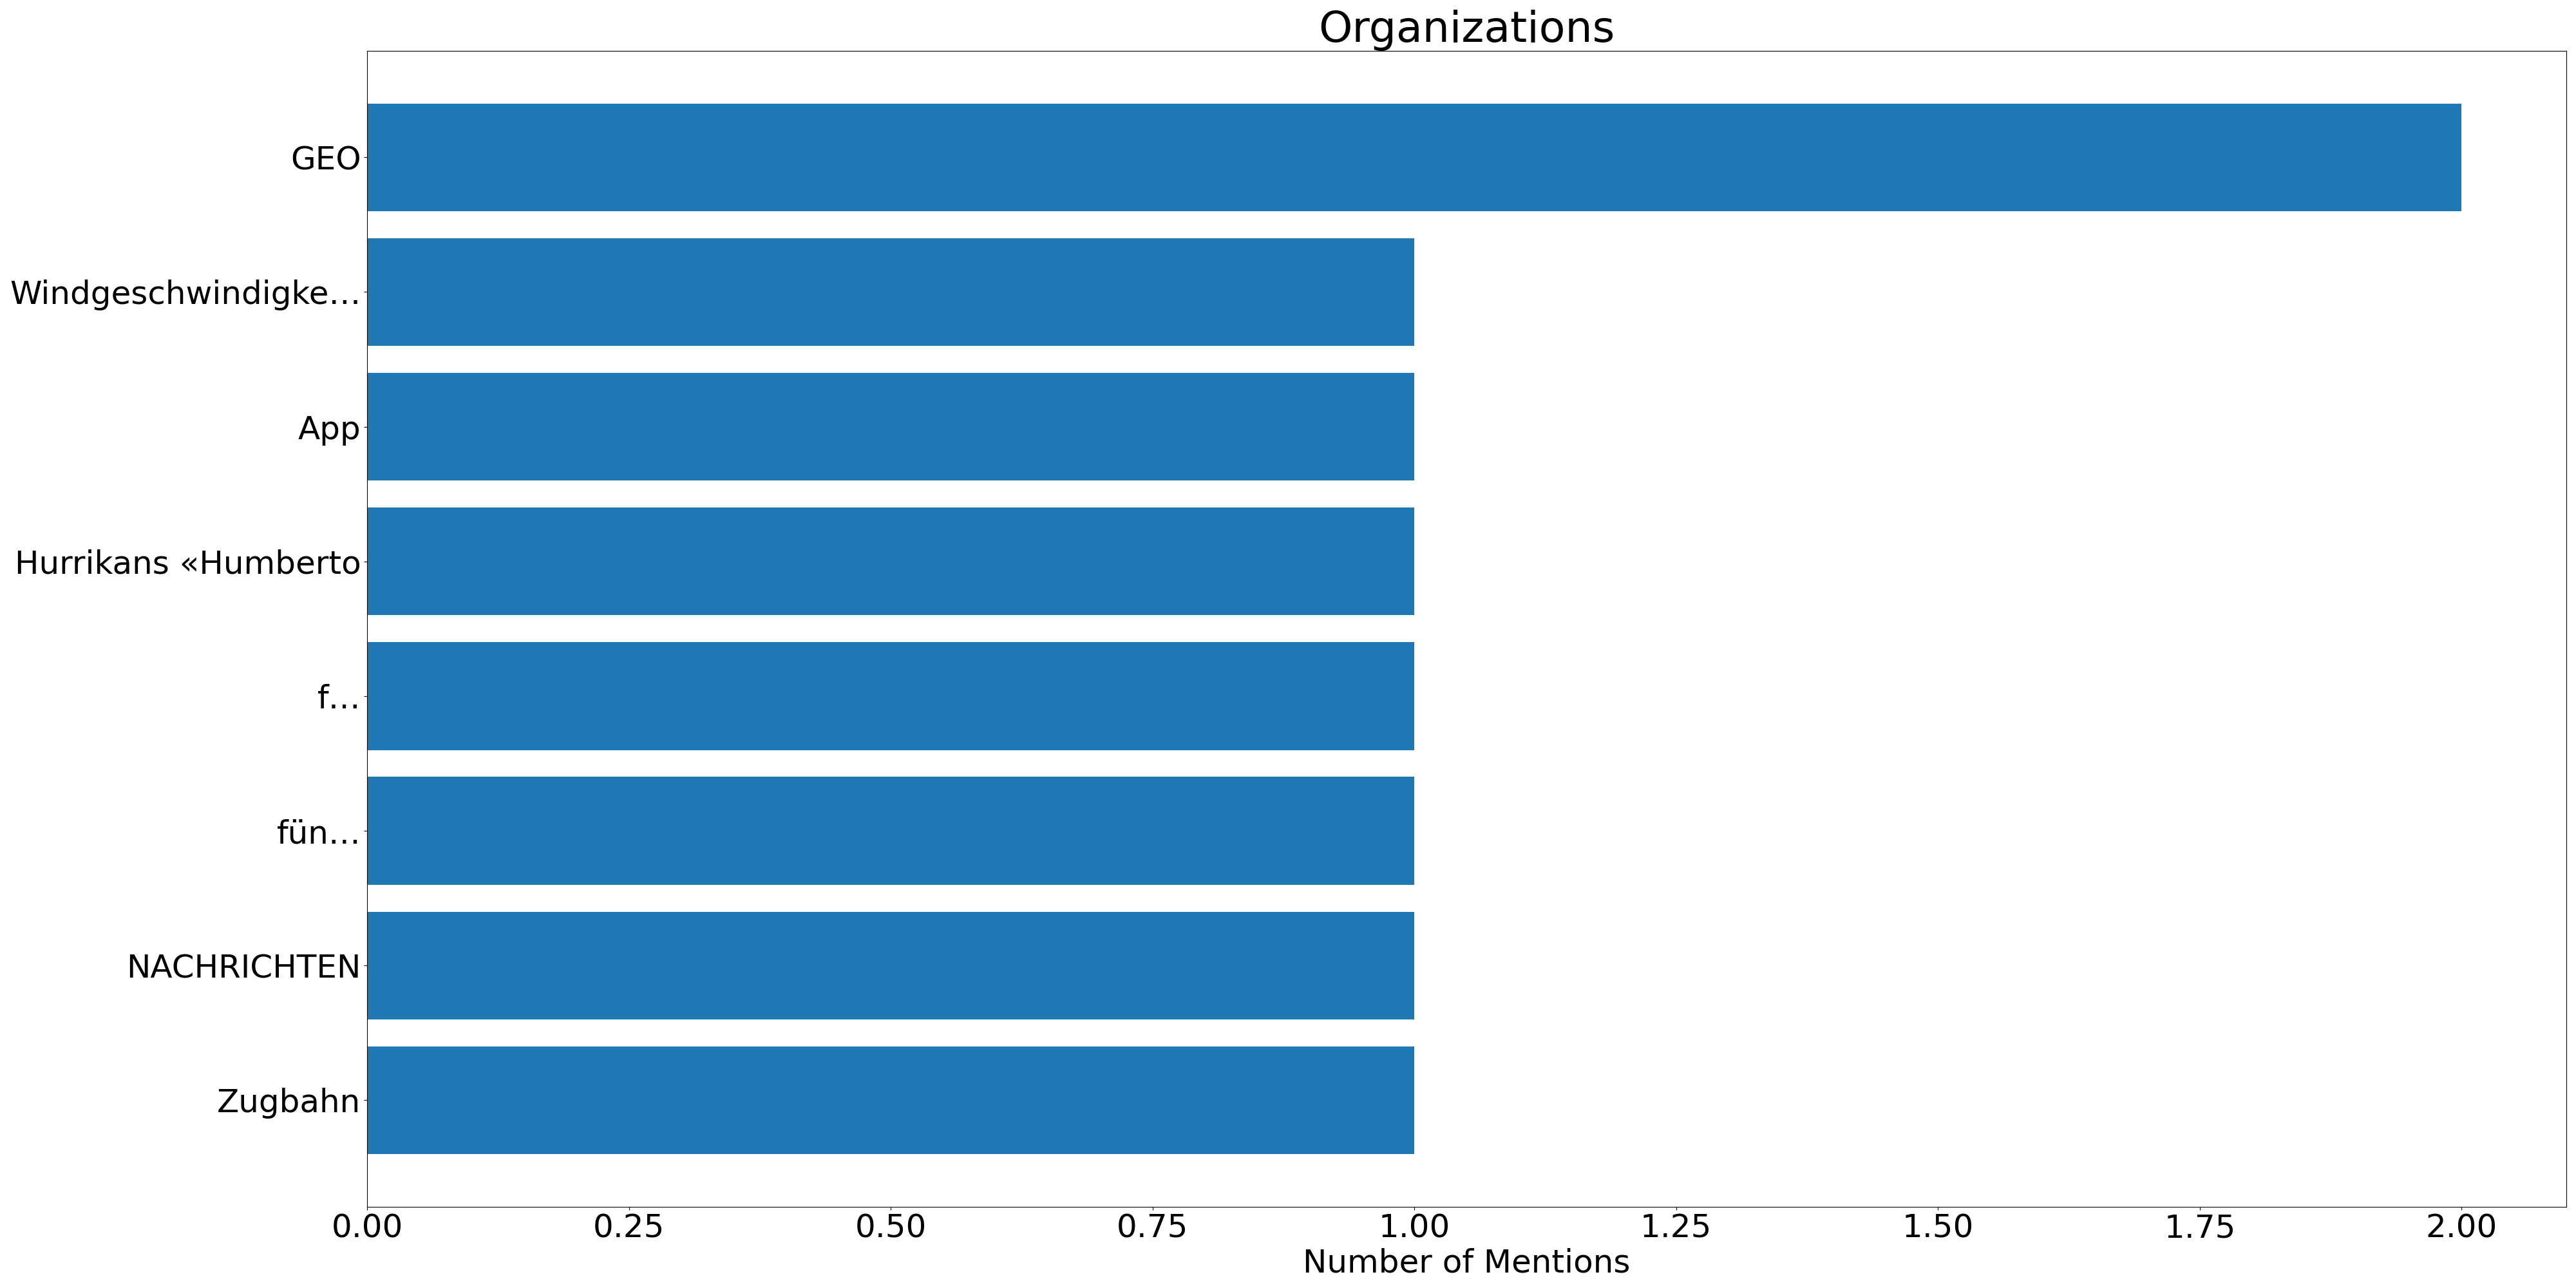 Organizations
GEO
Windgeschwindigke...
App
Hurrikans «Humberto
f...
fün...
NACHRICHTEN
Zugbahn
0.00 0.25 0.50 0.75 1.00 1.25 1.50 1.75 2.00
Number of Mentions